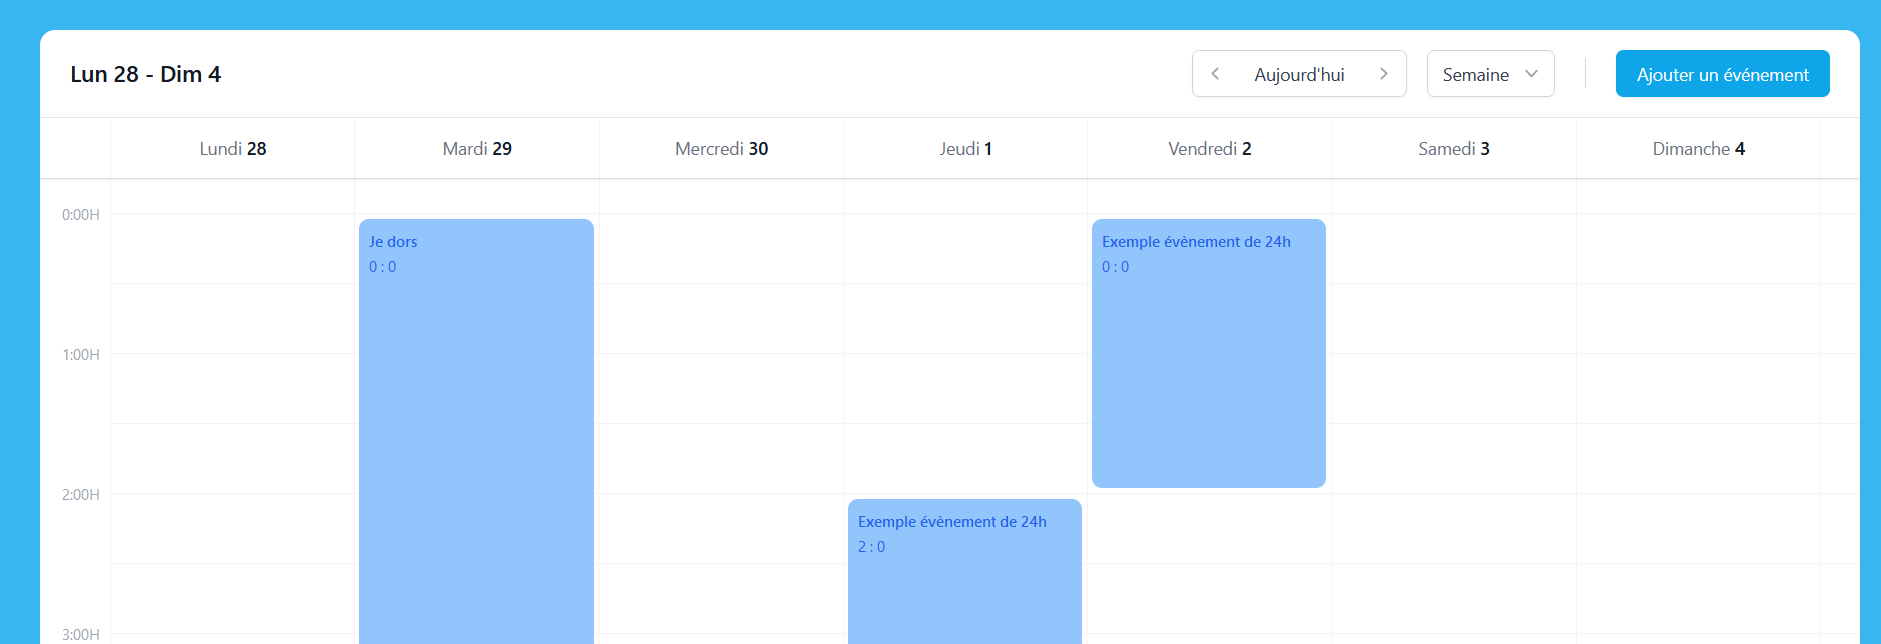 Lun 28 - Dim 4
Aujourd'hui
Semaine
Ajouter un événement
Lundi 28
Mardi 29
Mercredi 30
Jeudi 1
Vendredi 2
Samedi 3
Dimanche 4
0:00H
Je dors
0 : 0
Exemple évènement de 24h
0 : 0
1:00H
2:00H
Exemple évènement de 24h
2 : 0
3:00H